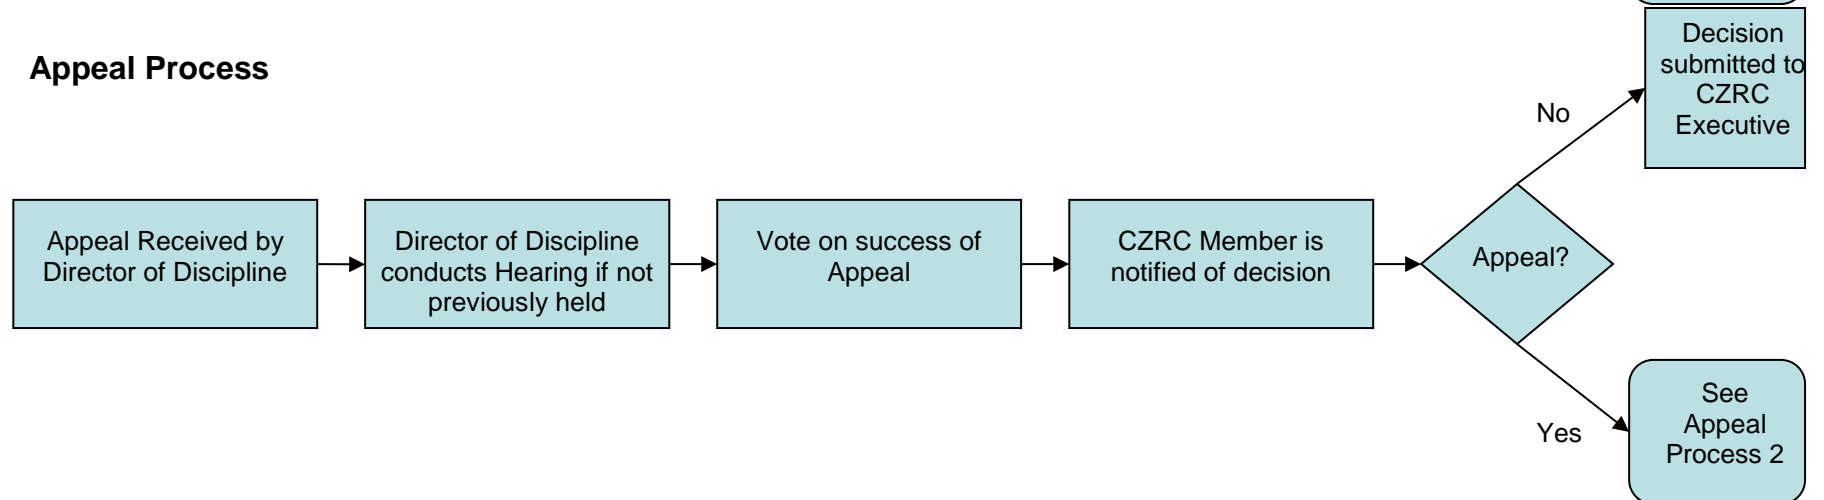 Appeal Process
Appeal Received by
Director of Discipline
Director of Discipline
conducts Hearing if not
previously held
Vote on success of
Appeal
CZRC Member is
notified of decision
Appeal?
No
Decision
submitted to
CZRC
Executive
Yes
See
Appeal
Process 2